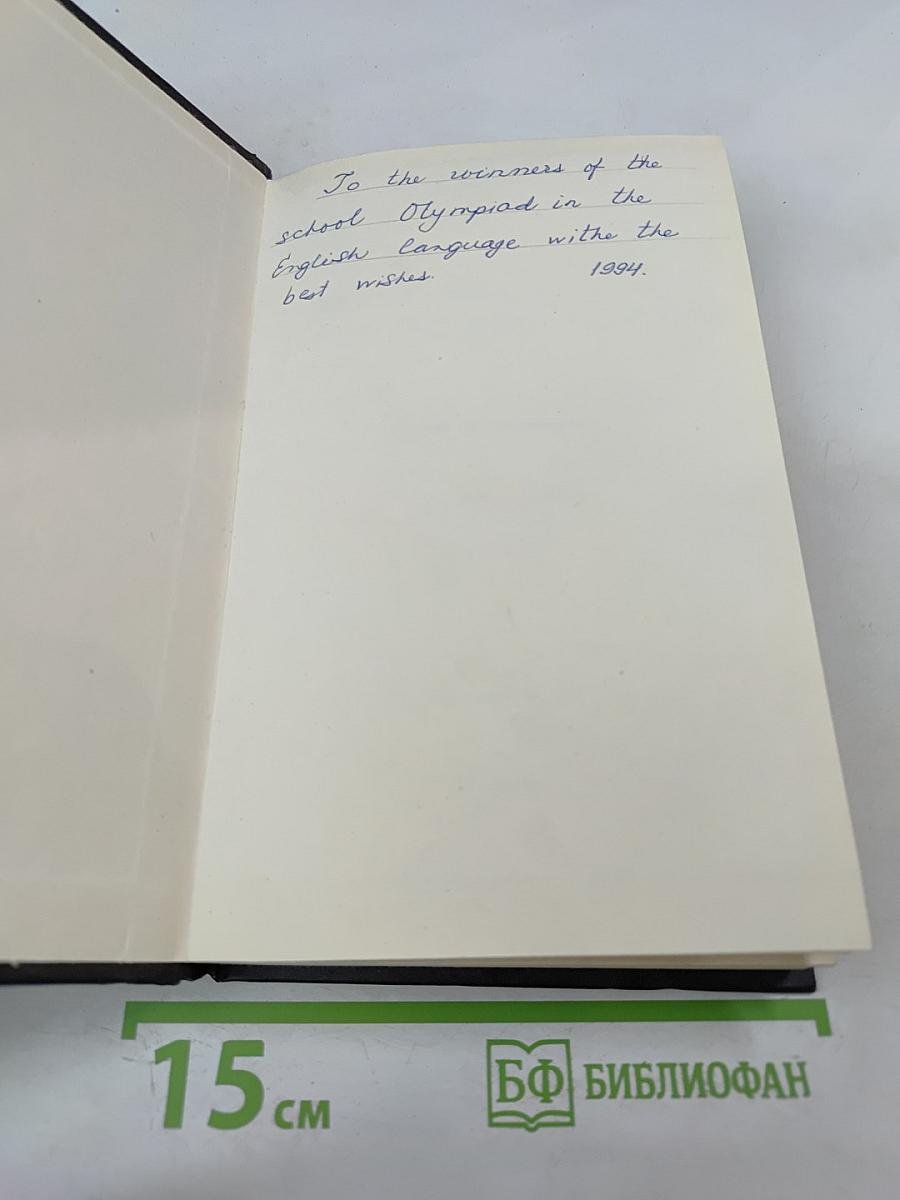 To the winners of the
school Olympiad in the
English language withe the
best wishes. 1994.
15 см
БФ БИБЛИОФАН